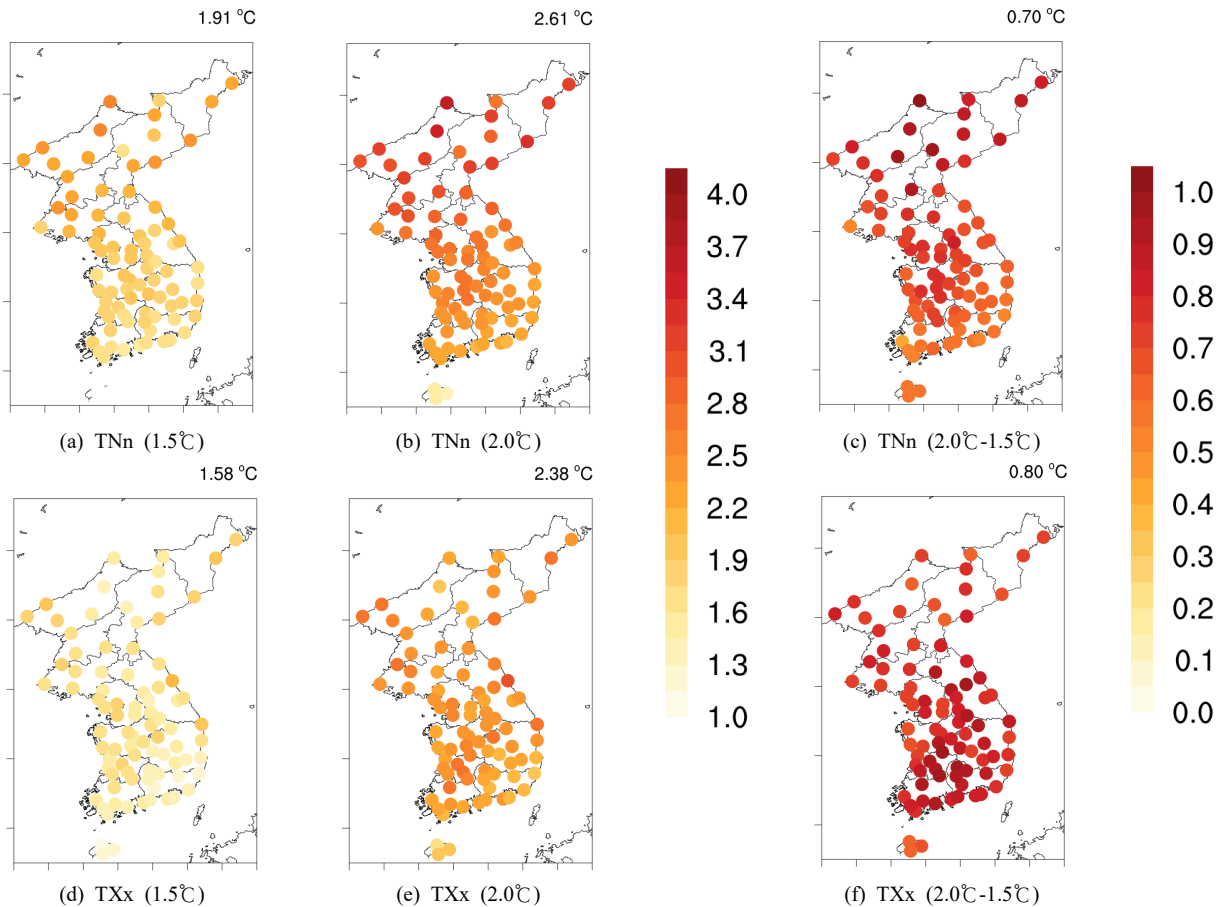 1.91 °C
2.61 °C
0.70 °C
(a) TNn (1.5℃)
(b) TNn (2.0℃)
(c) TNn (2.0℃-1.5℃)
4.0
3.7
3.4
3.1
2.8
2.5
2.2
1.9
1.6
1.3
1.0
1.0
0.9
0.8
0.7
0.6
0.5
0.4
0.3
0.2
0.1
0.0
1.58 °C
2.38 °C
0.80 °C
(d) TXx (1.5℃)
(e) TXx (2.0℃)
(f) TXx (2.0℃-1.5℃)